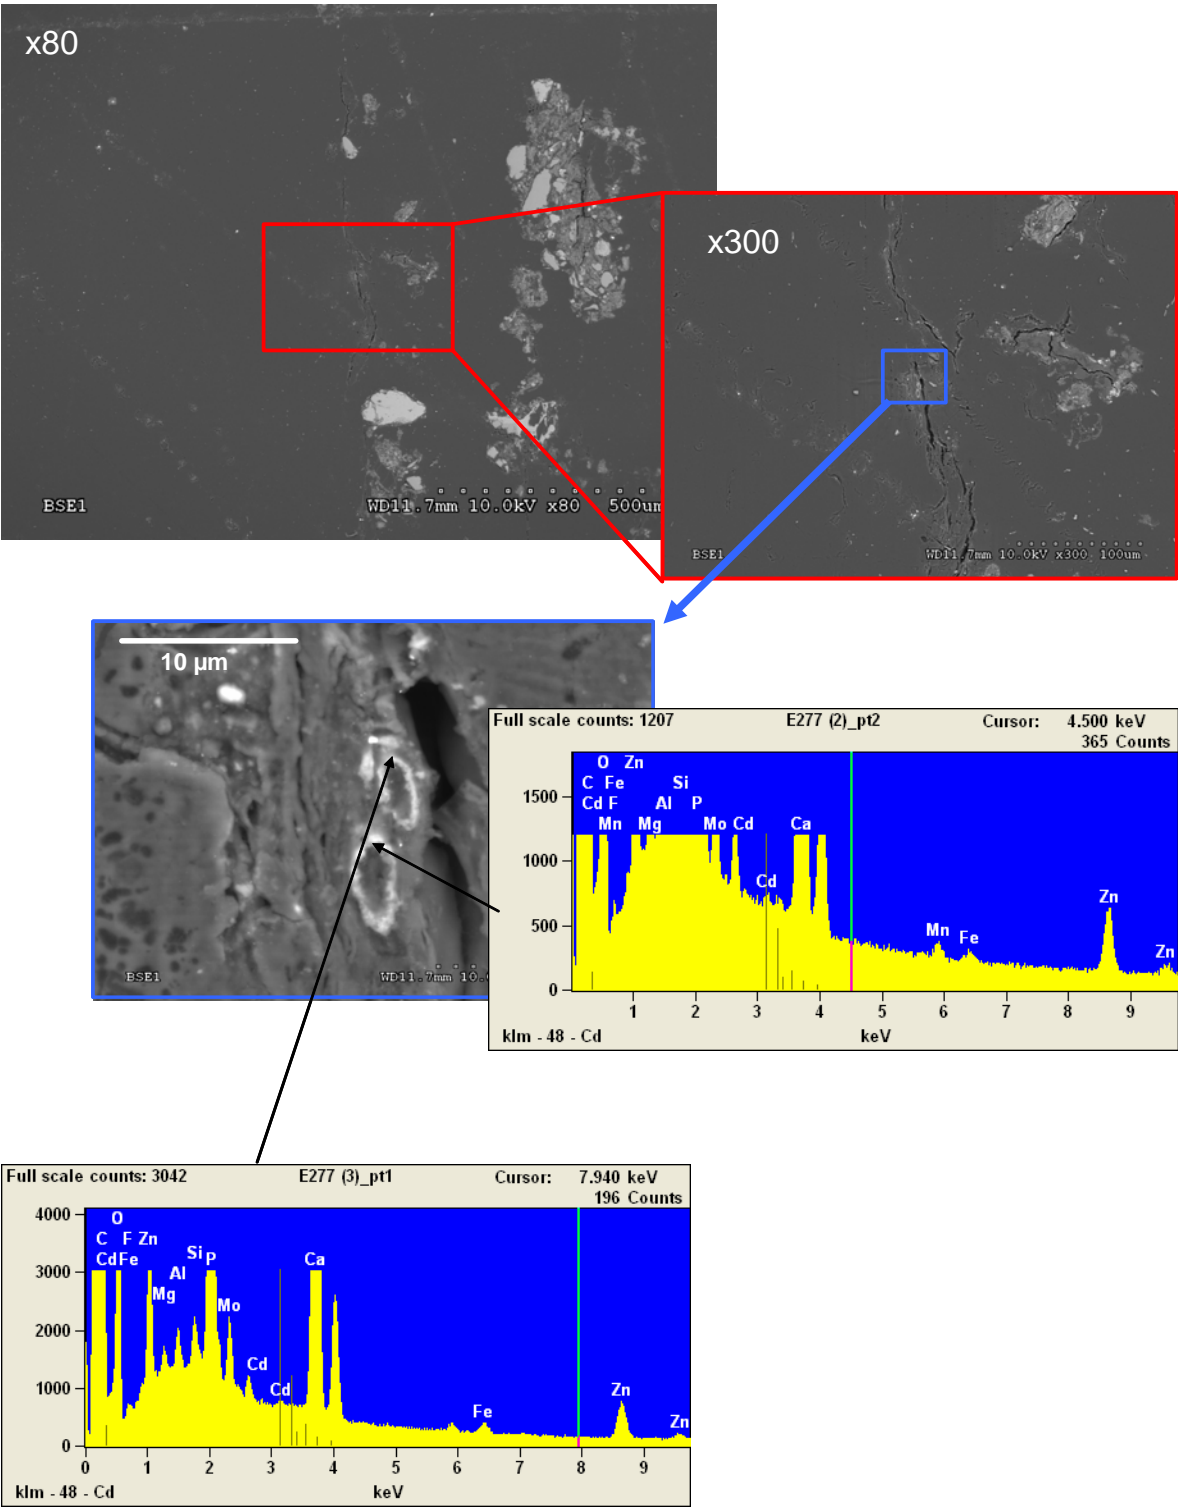 x80
BSE1
WD11.7mm 10.0kV x80 500um
x300
BSE1
WD11.7mm 10.0kV x300 100um
10 µm
BSE1
WD11.7mm 10.
Full scale counts: 1207
E277 (2)_pt2
Cursor: 4.500 keV
365 Counts
O Zn
C Fe Si
Cd F Al P
Mn Mg Mo Cd Ca
1500
1000
500
0
Cd
Mn
Fe
Zn
Zn
1 2 3 4 5 6 7 8 9
klm - 48 - Cd
keV
Full scale counts: 3042
E277 (3)_pt1
Cursor: 7.940 keV
196 Counts
4000
3000
2000
1000
0
O
C F Zn
Cd Fe Si P Ca
Al
Mg
Mo
Cd
Cd
Fe
Zn
Zn
0 1 2 3 4 5 6 7 8 9
klm - 48 - Cd
keV